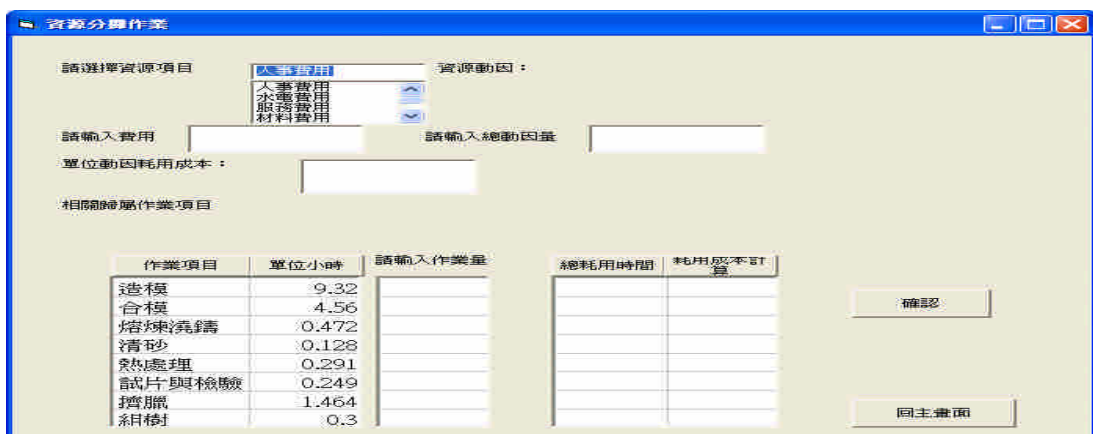 資源分攤作業
請選擇資源項目 人事費用 資源動因：
人事費用
水電費用
服務費用
材料費用
請輸入費用 請輸入總動因量
單位動因耗用成本：
相關歸屬作業項目
作業項目 單位小時 請輸入作業量 總耗用時間 耗用成本計算
造模 9.32
合模 4.56
確認
熔煉澆鑄 0.472
清砂 0.128
熱處理 0.291
試片與檢驗 0.249
擠臘 1.464
組樹 0.3
回主畫面